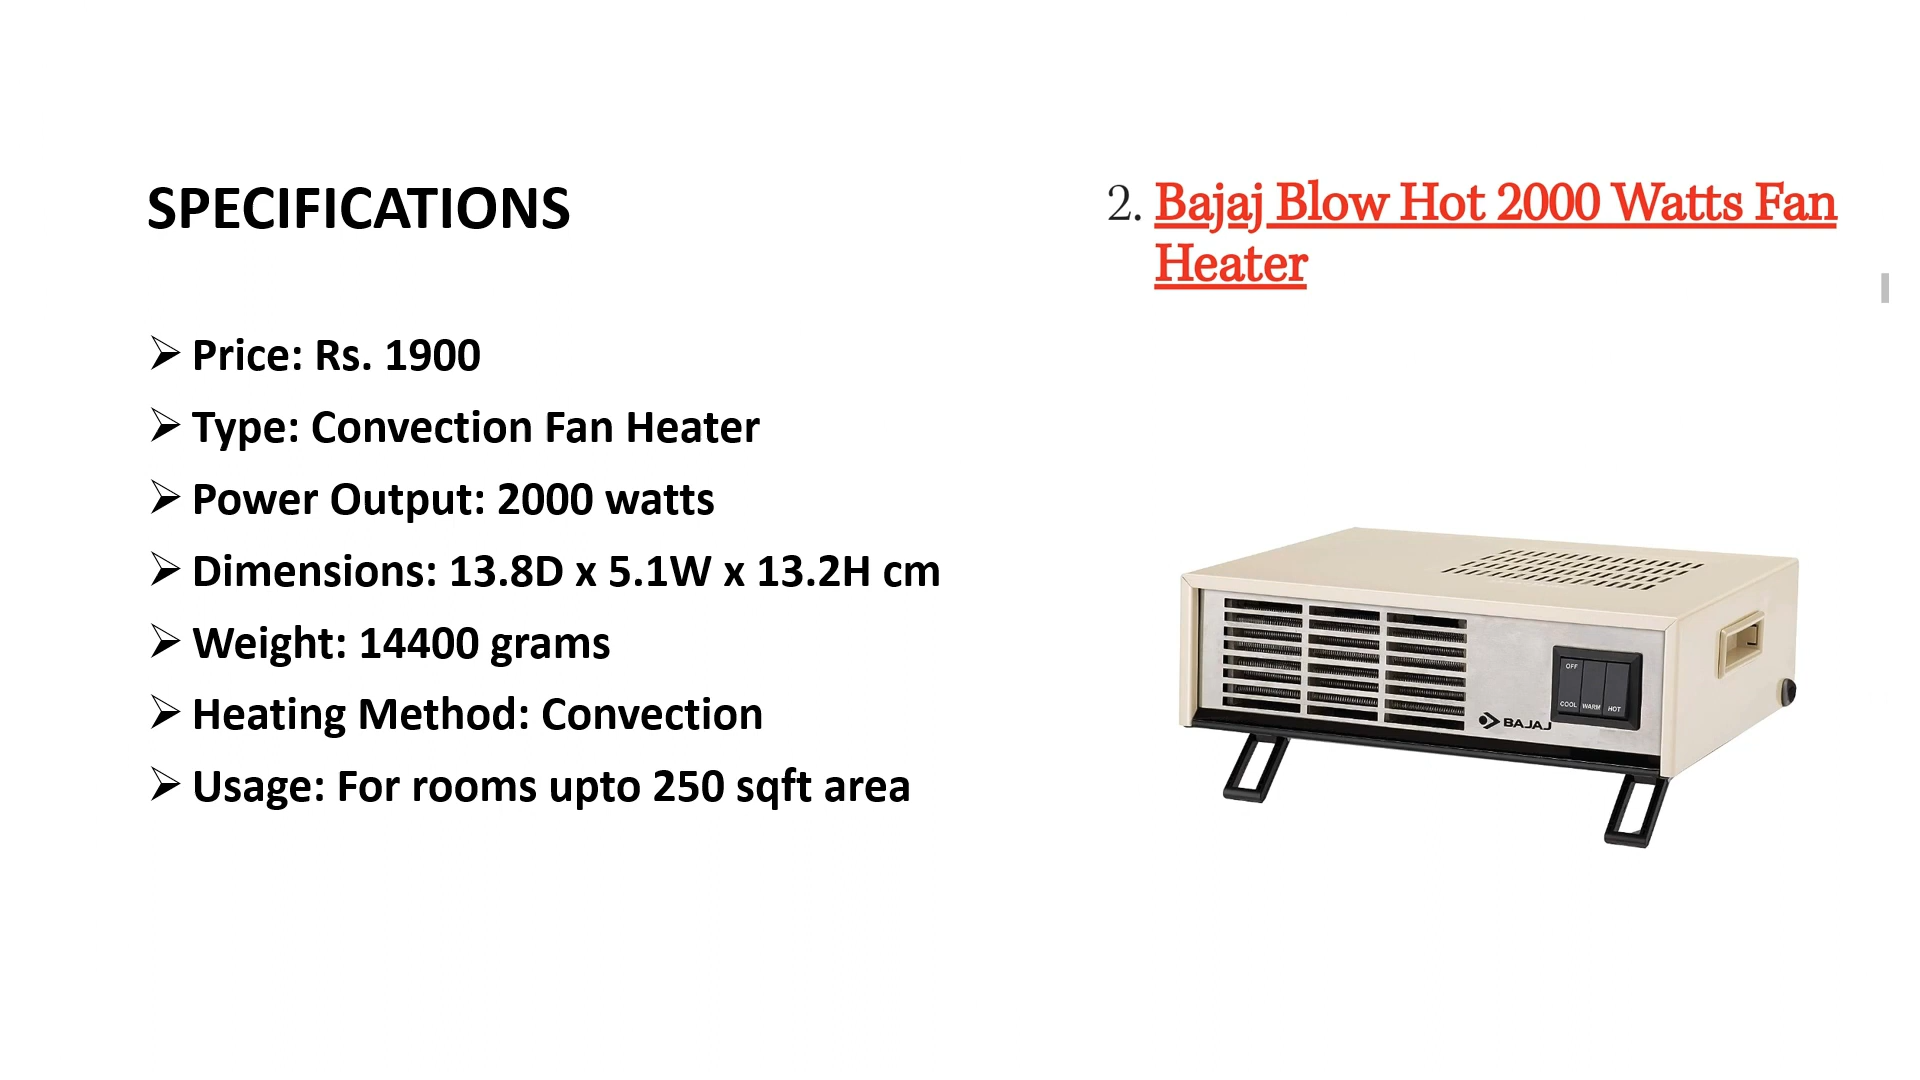 SPECIFICATIONS
Price: Rs. 1900
Type: Convection Fan Heater
Power Output: 2000 watts
Dimensions: 13.8D x 5.1W x 13.2H cm
Weight: 14400 grams
Heating Method: Convection
Usage: For rooms upto 250 sqft area
2. Bajaj Blow Hot 2000 Watts Fan
Heater
OFF
COOL WARM HOT
BAJAJ